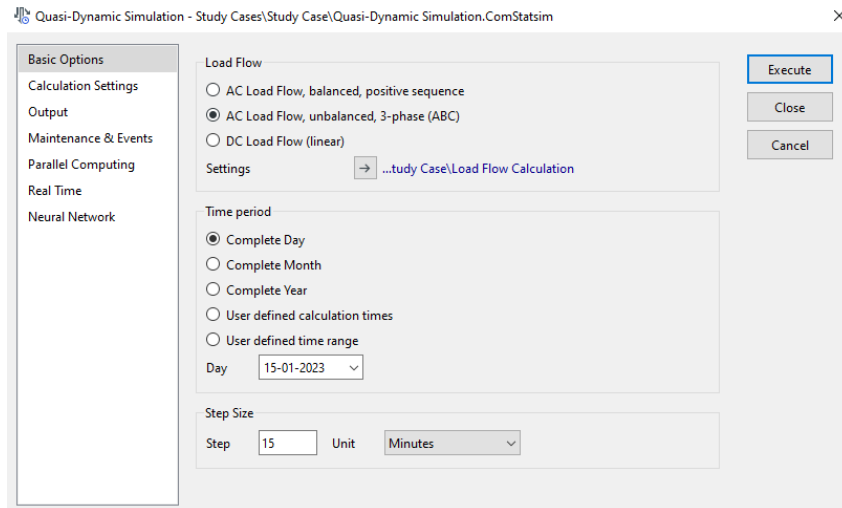 Quasi-Dynamic Simulation - Study Cases\Study Case\Quasi-Dynamic Simulation.ComStatsim
Basic Options
Calculation Settings
Output
Maintenance & Events
Parallel Computing
Real Time
Neural Network
Load Flow
AC Load Flow, balanced, positive sequence
AC Load Flow, unbalanced, 3-phase (ABC)
DC Load Flow (linear)
Settings ...tudy Case\Load Flow Calculation
Time period
Complete Day
Complete Month
Complete Year
User defined calculation times
User defined time range
Day 15-01-2023
Step Size
Step 15 Unit Minutes
Execute
Close
Cancel